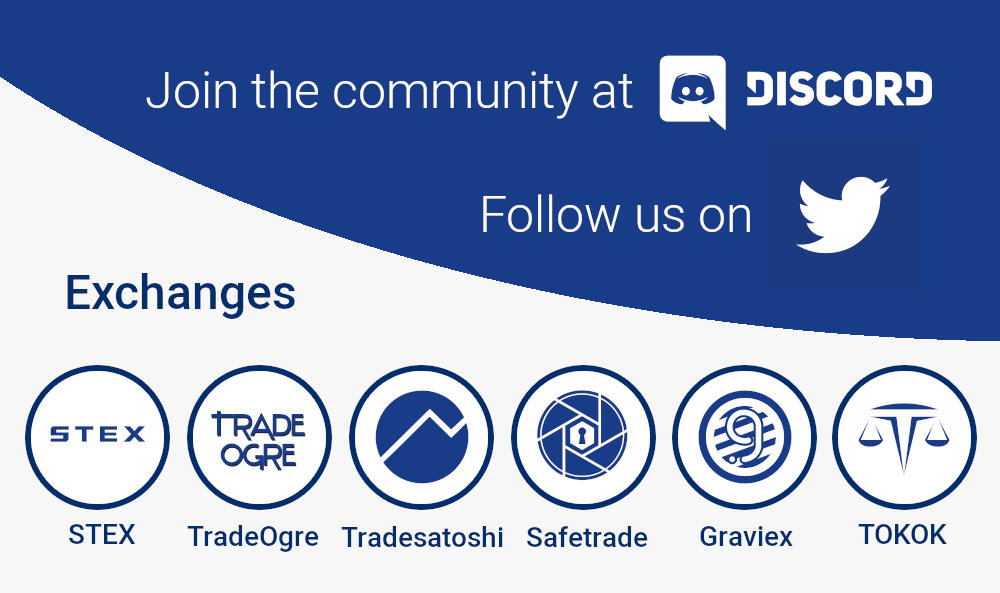 Join the community at DISCORD
Follow us on
Exchanges
STEX
TRADE
OGRE
g
STEX TradeOgre Tradesatoshi Safetrade Graviex TOKOK